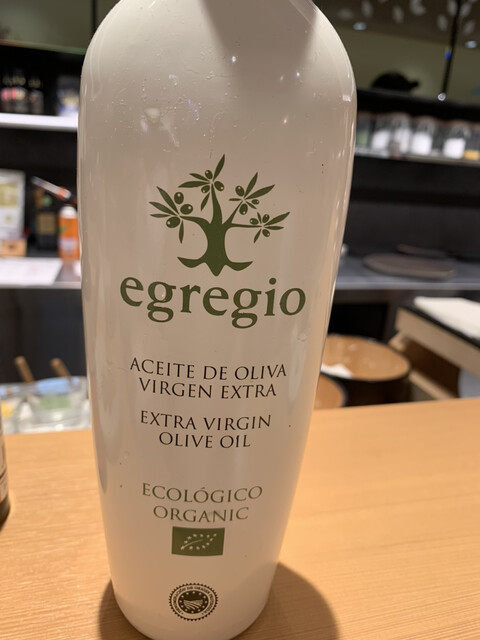 egregio
ACEITE DE OLIVA
VIRGEN EXTRA
EXTRA VIRGIN
OLIVE OIL
ECOLÓGICO
ORGANIC